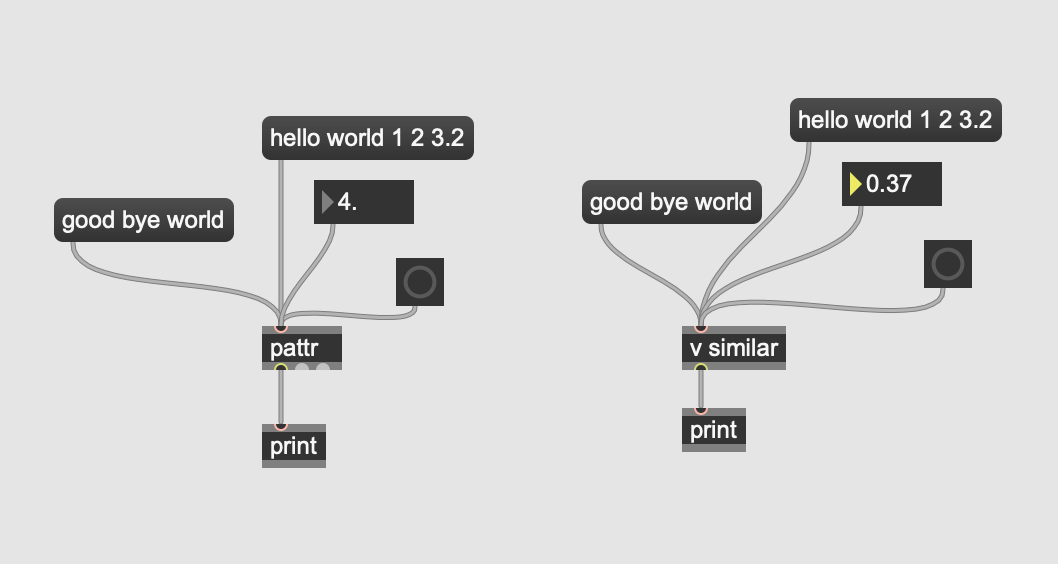 hello world 1 2 3.2
4.
good bye world
pattr
print
hello world 1 2 3.2
0.37
good bye world
v similar
print